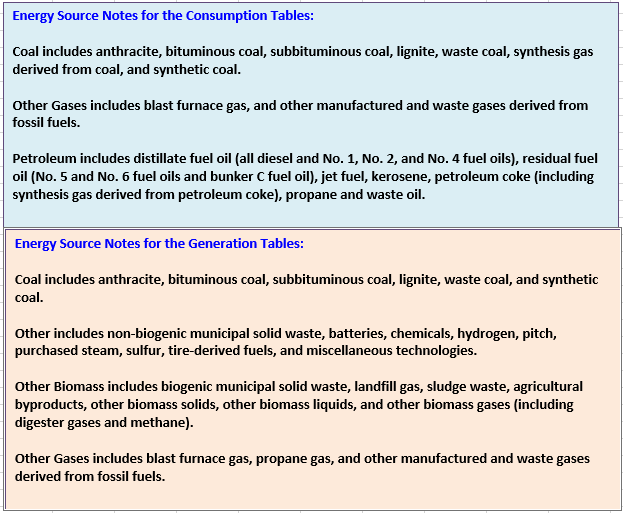 Energy Source Notes for the Consumption Tables:
Coal includes anthracite, bituminous coal, subbituminous coal, lignite, waste coal, synthesis gas
derived from coal, and synthetic coal.
Other Gases includes blast furnace gas, and other manufactured and waste gases derived from
fossil fuels.
Petroleum includes distillate fuel oil (all diesel and No. 1, No. 2, and No. 4 fuel oils), residual fuel
oil (No. 5 and No. 6 fuel oils and bunker C fuel oil), jet fuel, kerosene, petroleum coke (including
synthesis gas derived from petroleum coke), propane and waste oil.
Energy Source Notes for the Generation Tables:
Coal includes anthracite, bituminous coal, subbituminous coal, lignite, waste coal, and synthetic
coal.
Other includes non-biogenic municipal solid waste, batteries, chemicals, hydrogen, pitch,
purchased steam, sulfur, tire-derived fuels, and miscellaneous technologies.
Other Biomass includes biogenic municipal solid waste, landfill gas, sludge waste, agricultural
byproducts, other biomass solids, other biomass liquids, and other biomass gases (including
digester gases and methane).
Other Gases includes blast furnace gas, propane gas, and other manufactured and waste gases
derived from fossil fuels.